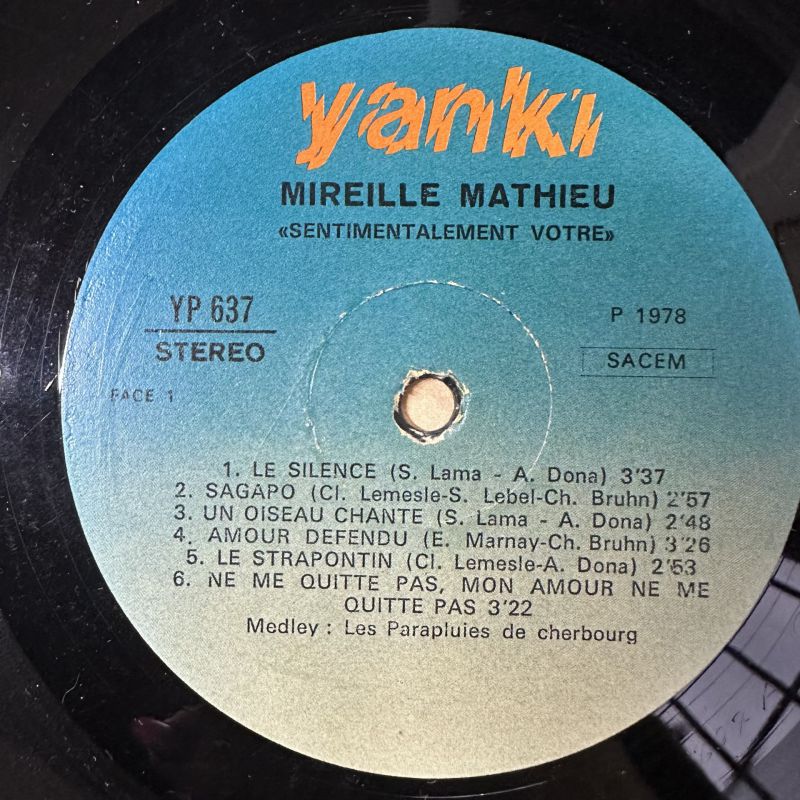 yanki
MIREILLE MATHIEU
«SENTIMENTALEMENT VOTRE»
YP 637
STEREO
P 1978
SACEM
FACE 1
1. LE SILENCE (S. Lama - A. Dona) 3'37
2. SAGAPO (Cl. Lemesle-S. Lebel-Ch. Bruhn) 2'57
3. UN OISEAU CHANTE (S. Lama - A. Dona) 2'48
4. AMOUR DEFENDU (E. Marnay-Ch. Bruhn) 3'26
5. LE STRAPONTIN (Cl. Lemesle-A. Dona) 2'53
6. NE ME QUITTE PAS, MON AMOUR NE ME
QUITTE PAS 3'22
Medley : Les Parapluies de cherbourg